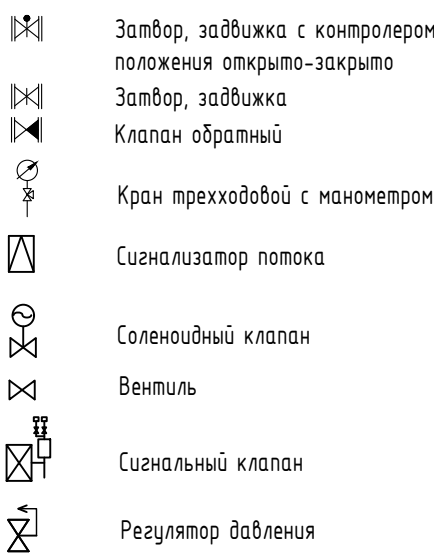 Затвор, задвижка с контролером
положения открыто-закрыто
Затвор, задвижка
Клапан обратный
Кран трехходовой с манометром
Сигнализатор потока
Соленоидный клапан
Вентиль
Сигнальный клапан
Регулятор давления